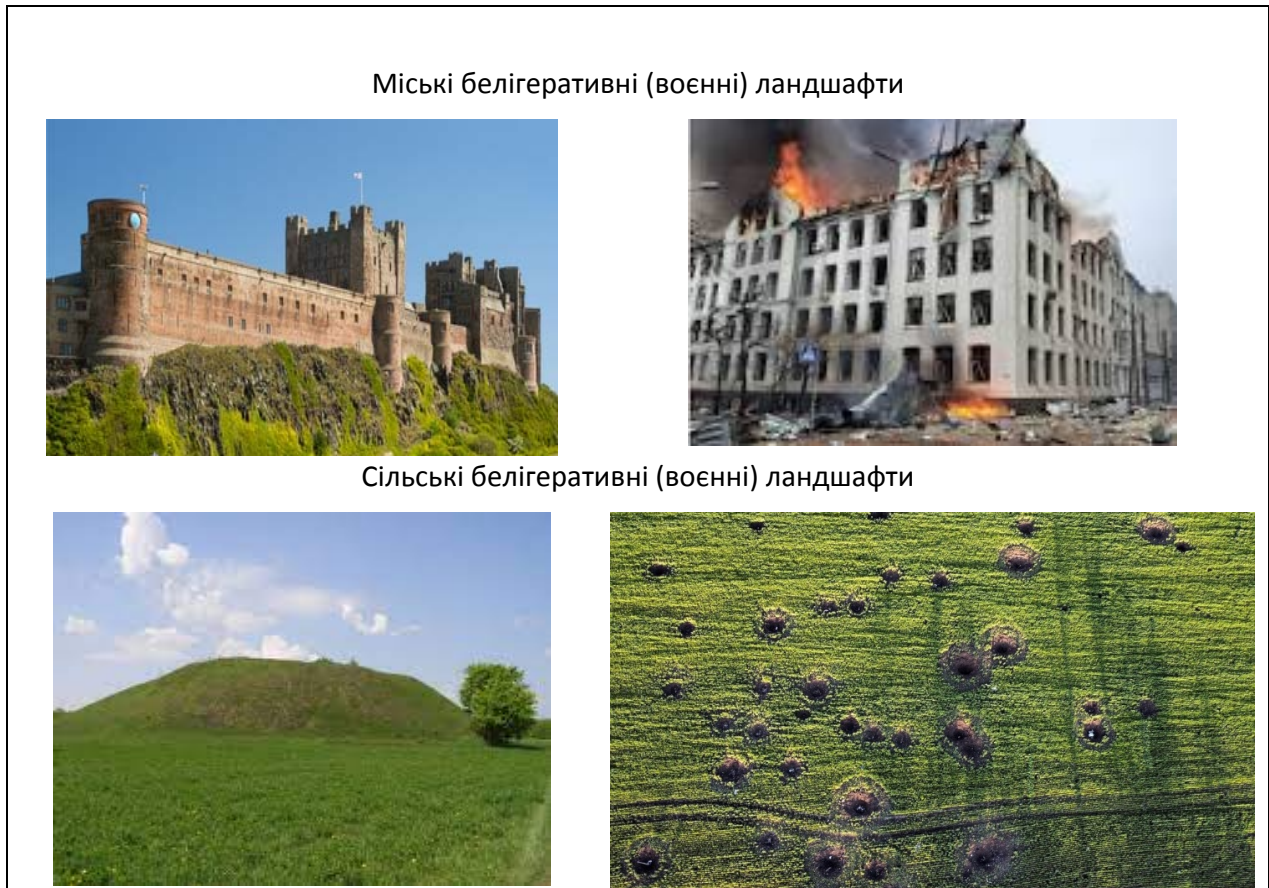 Міські белігеративні (воєнні) ландшафти
Сільські белігеративні (воєнні) ландшафти